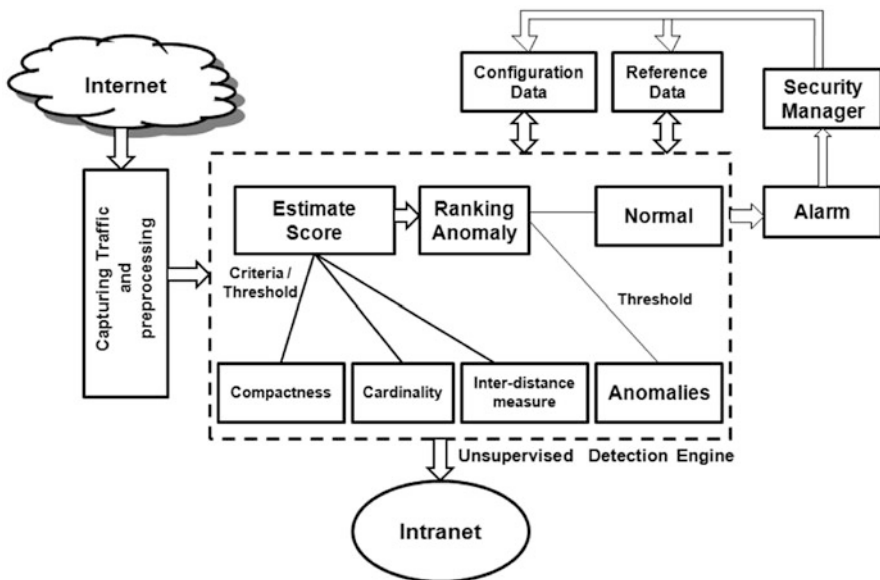 Internet
Configuration
Data
Reference
Data
Security
Manager
Capturing Traffic
and
preprocessing
Estimate
Score
Ranking
Anomaly
Normal
Alarm
Criteria /
Threshold
Threshold
Compactness
Cardinality
Inter-distance
measure
Anomalies
Unsupervised Detection Engine
Intranet